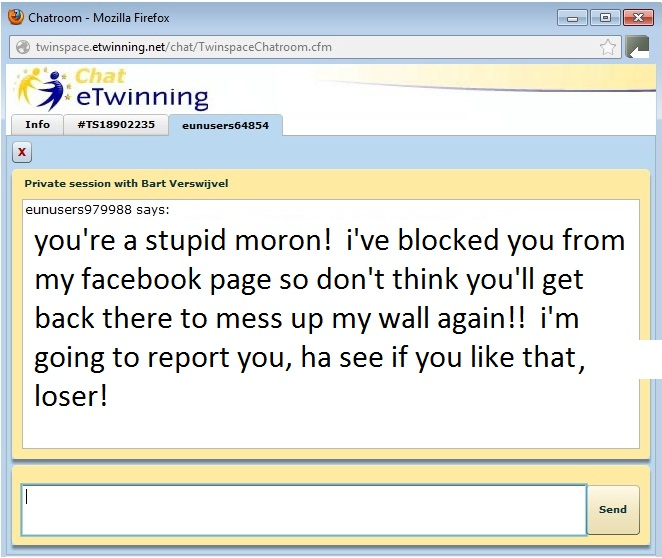 Chatroom - Mozilla Firefox
twinspace.etwinning.net/chat/TwinspaceChatroom.cfm
Chat
eTwinning
Info #TS18902235 eunusers64854
X
Private session with Bart Verswijvel
eunusers979988 says:
you're a stupid moron!  i've blocked you from
my facebook page so don't think you'll get
back there to mess up my wall again!!  i'm
going to report you, ha see if you like that,
loser!
Send